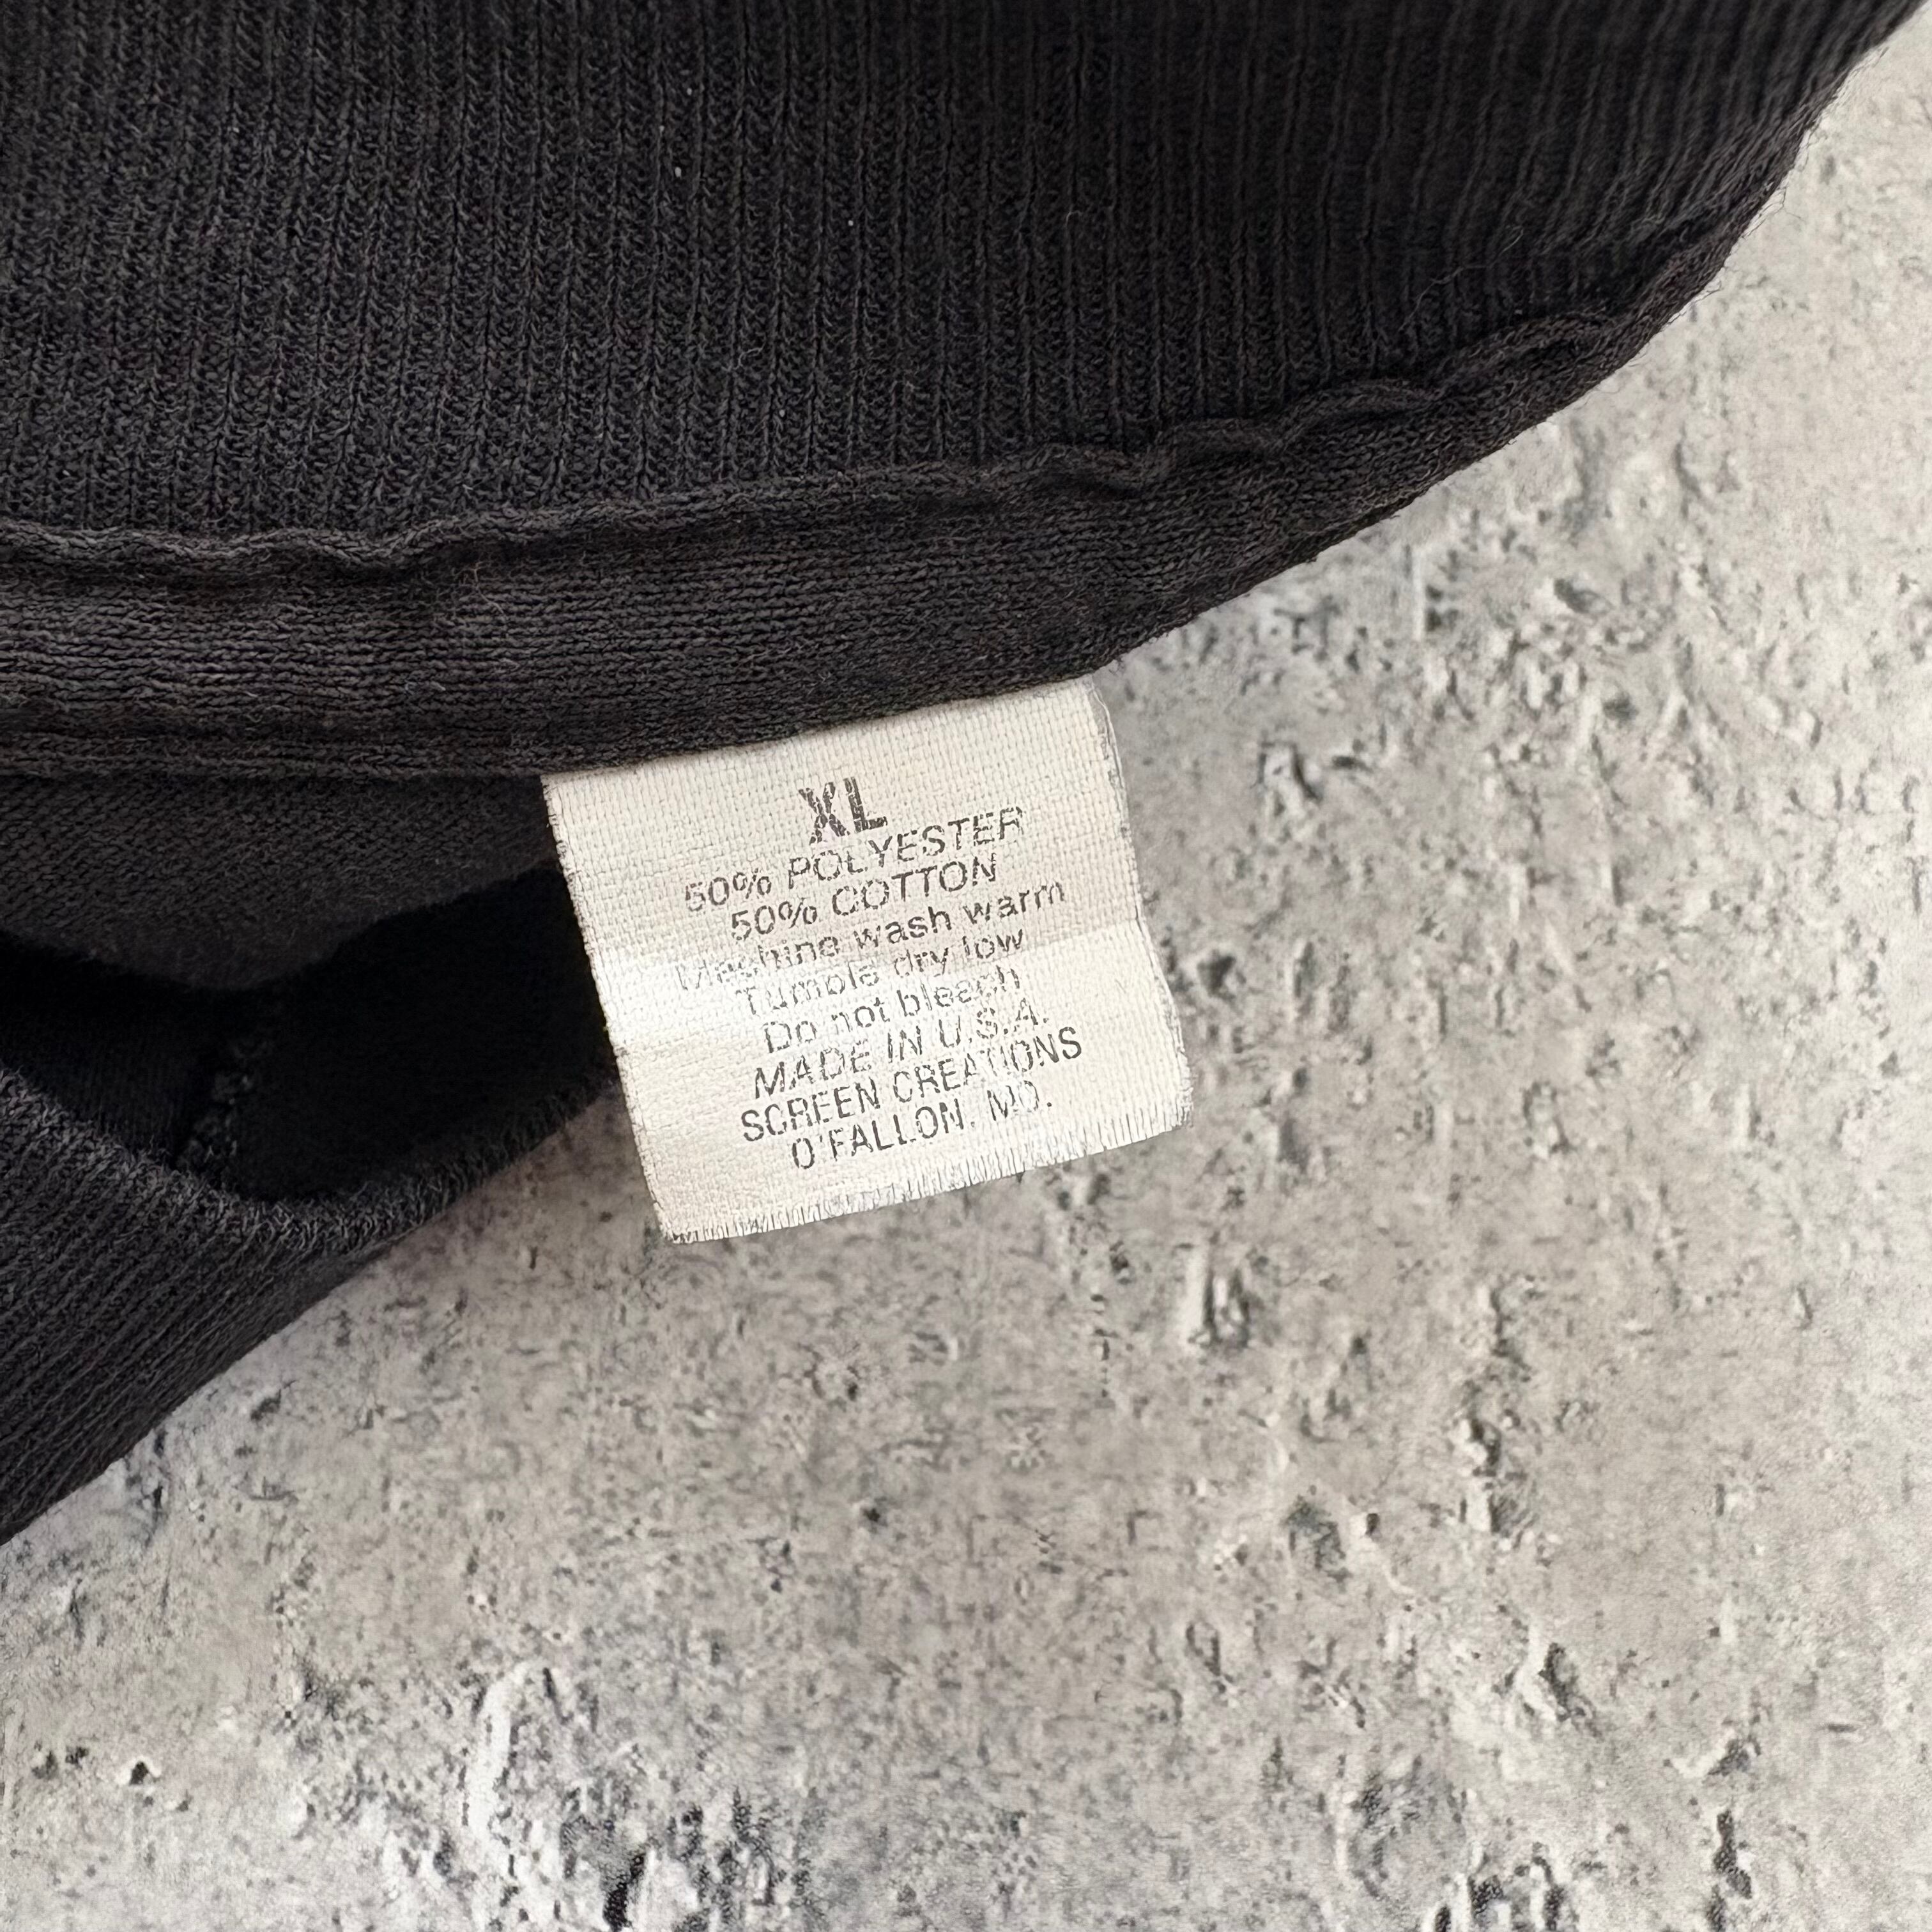 XL
50% POLYESTER
50% COTTON
Machine wash warm
Tumble dry low
Do not bleach
MADE IN U.S.A.
SCREEN CREATIONS
O'FALLON, MO.